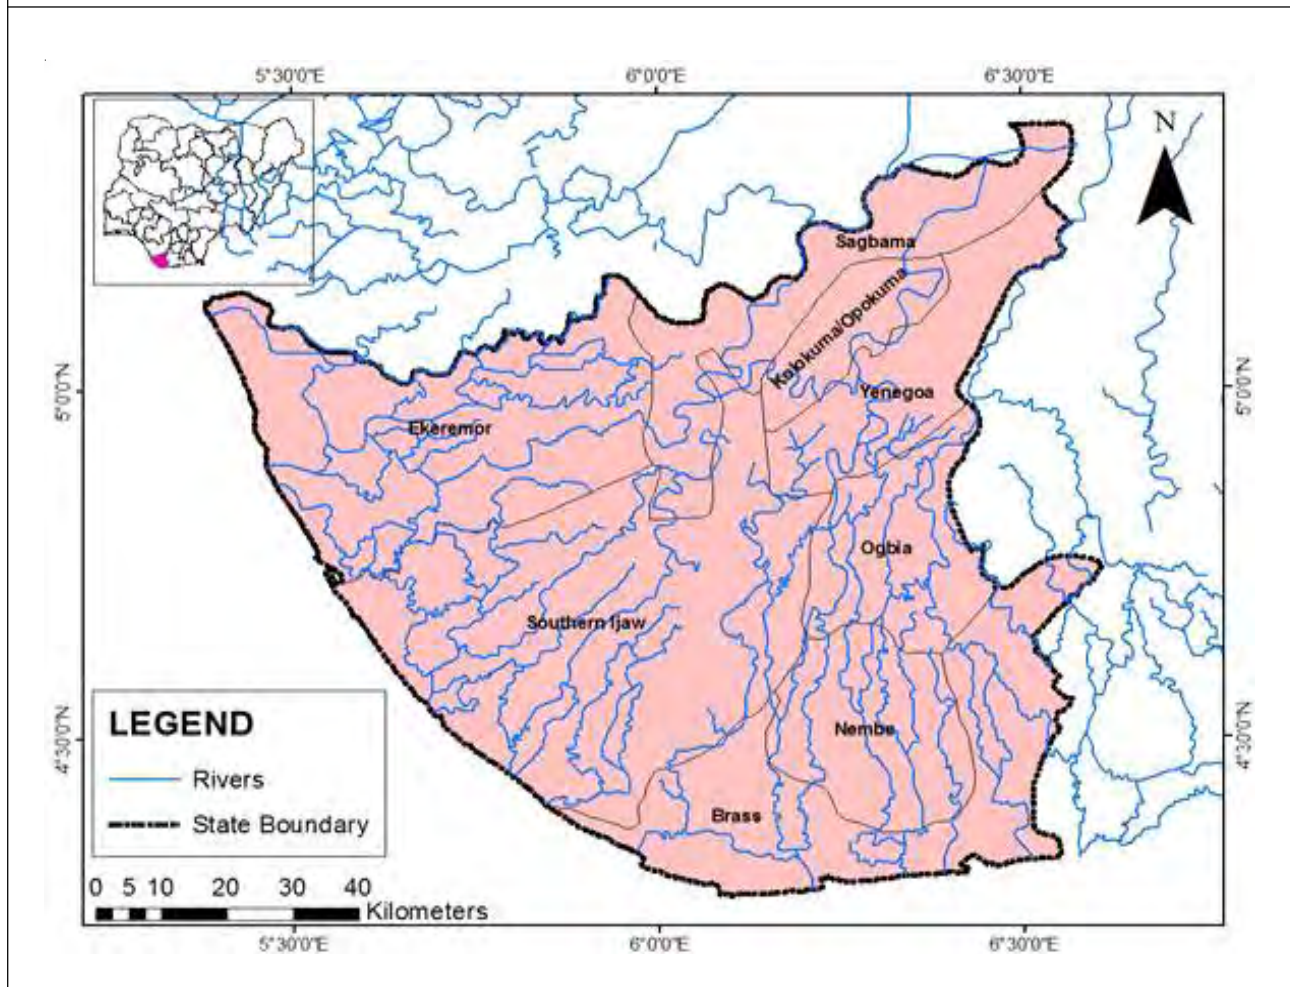 5°30'0"E 6°0'0"E 6°30'0"E
N
Sagbama
Kolokuma/Opokuma
5°0'0"N
5°0'0"N
Yenegoa
Ekeremor
Ogbia
Southern Ijaw
4°30'0"N
4°30'0"N
LEGEND
Nembe
Rivers
Brass
State Boundary
0 5 10 20 30 40
Kilometers
5°30'0"E 6°0'0"E 6°30'0"E